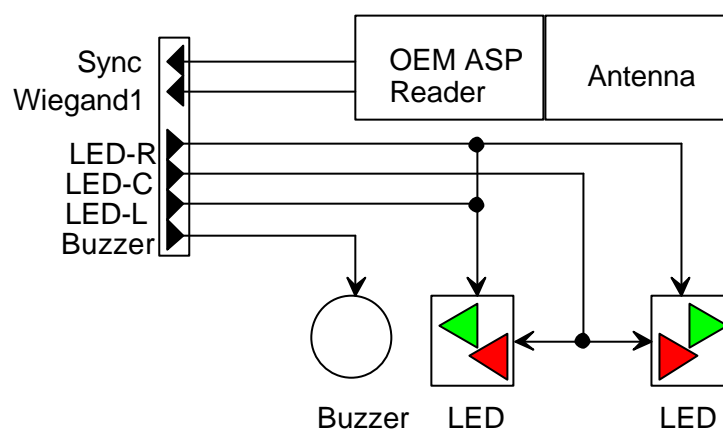 Sync
Wiegand1
OEM ASP
Reader
Antenna
LED-R
LED-C
LED-L
Buzzer
Buzzer
LED
LED